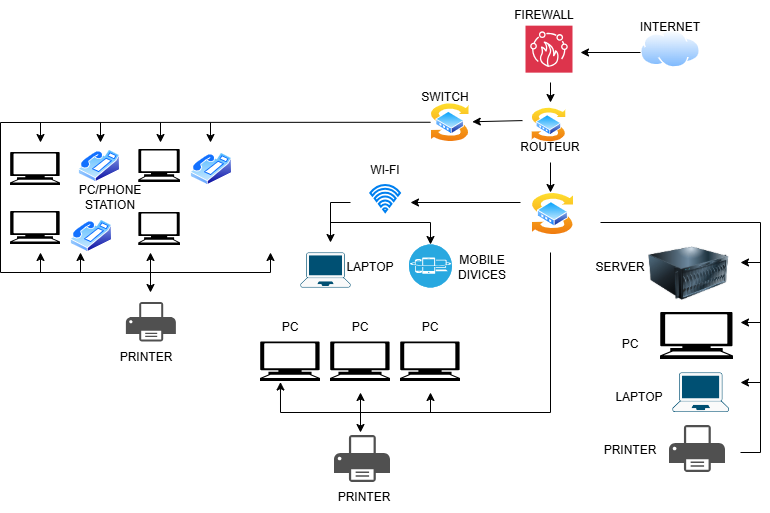 FIREWALL
INTERNET
SWITCH
ROUTEUR
WI-FI
PC/PHONE
STATION
LAPTOP
MOBILE
DIVICES
SERVER
PRINTER
PC
PC
PC
PC
LAPTOP
PRINTER
PRINTER